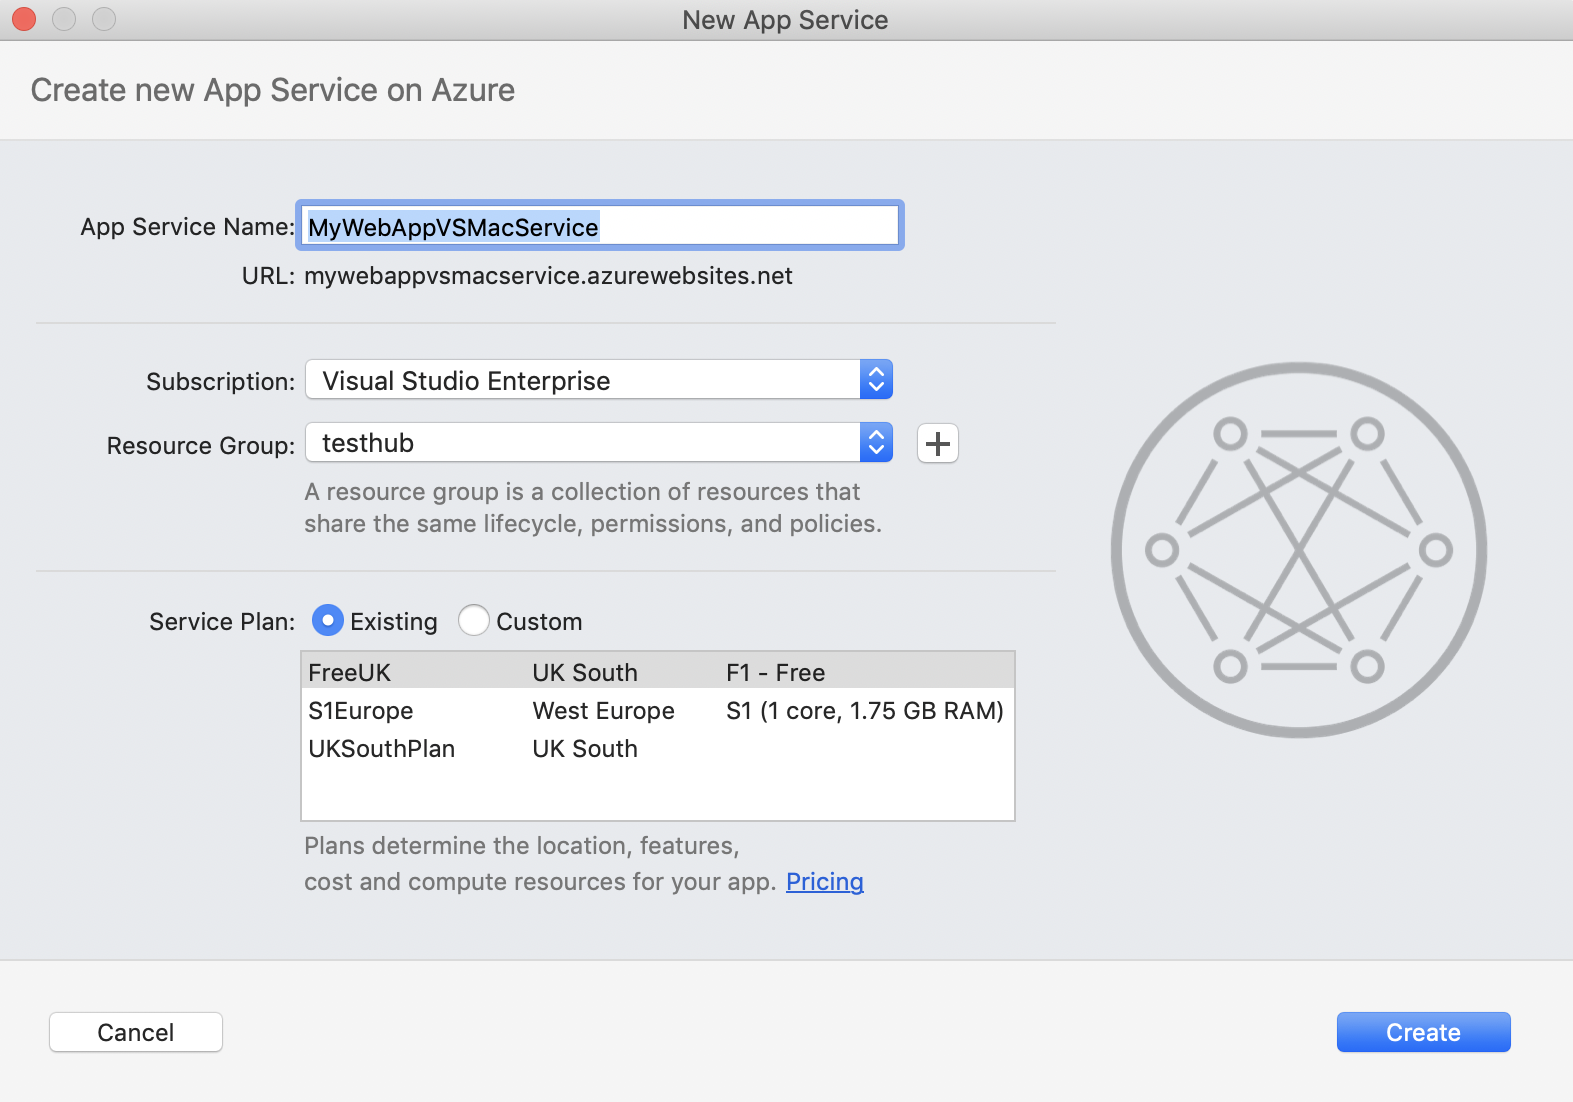 New App Service
Create new App Service on Azure
App Service Name: MyWebAppVSMacService
URL: mywebappvsmacservice.azurewebsites.net
Subscription: Visual Studio Enterprise
Resource Group: testhub
A resource group is a collection of resources that
share the same lifecycle, permissions, and policies.
Service Plan: Existing Custom
FreeUK UK South F1 - Free
S1Europe West Europe S1 (1 core, 1.75 GB RAM)
UKSouthPlan UK South
Plans determine the location, features,
cost and compute resources for your app. Pricing
Cancel Create